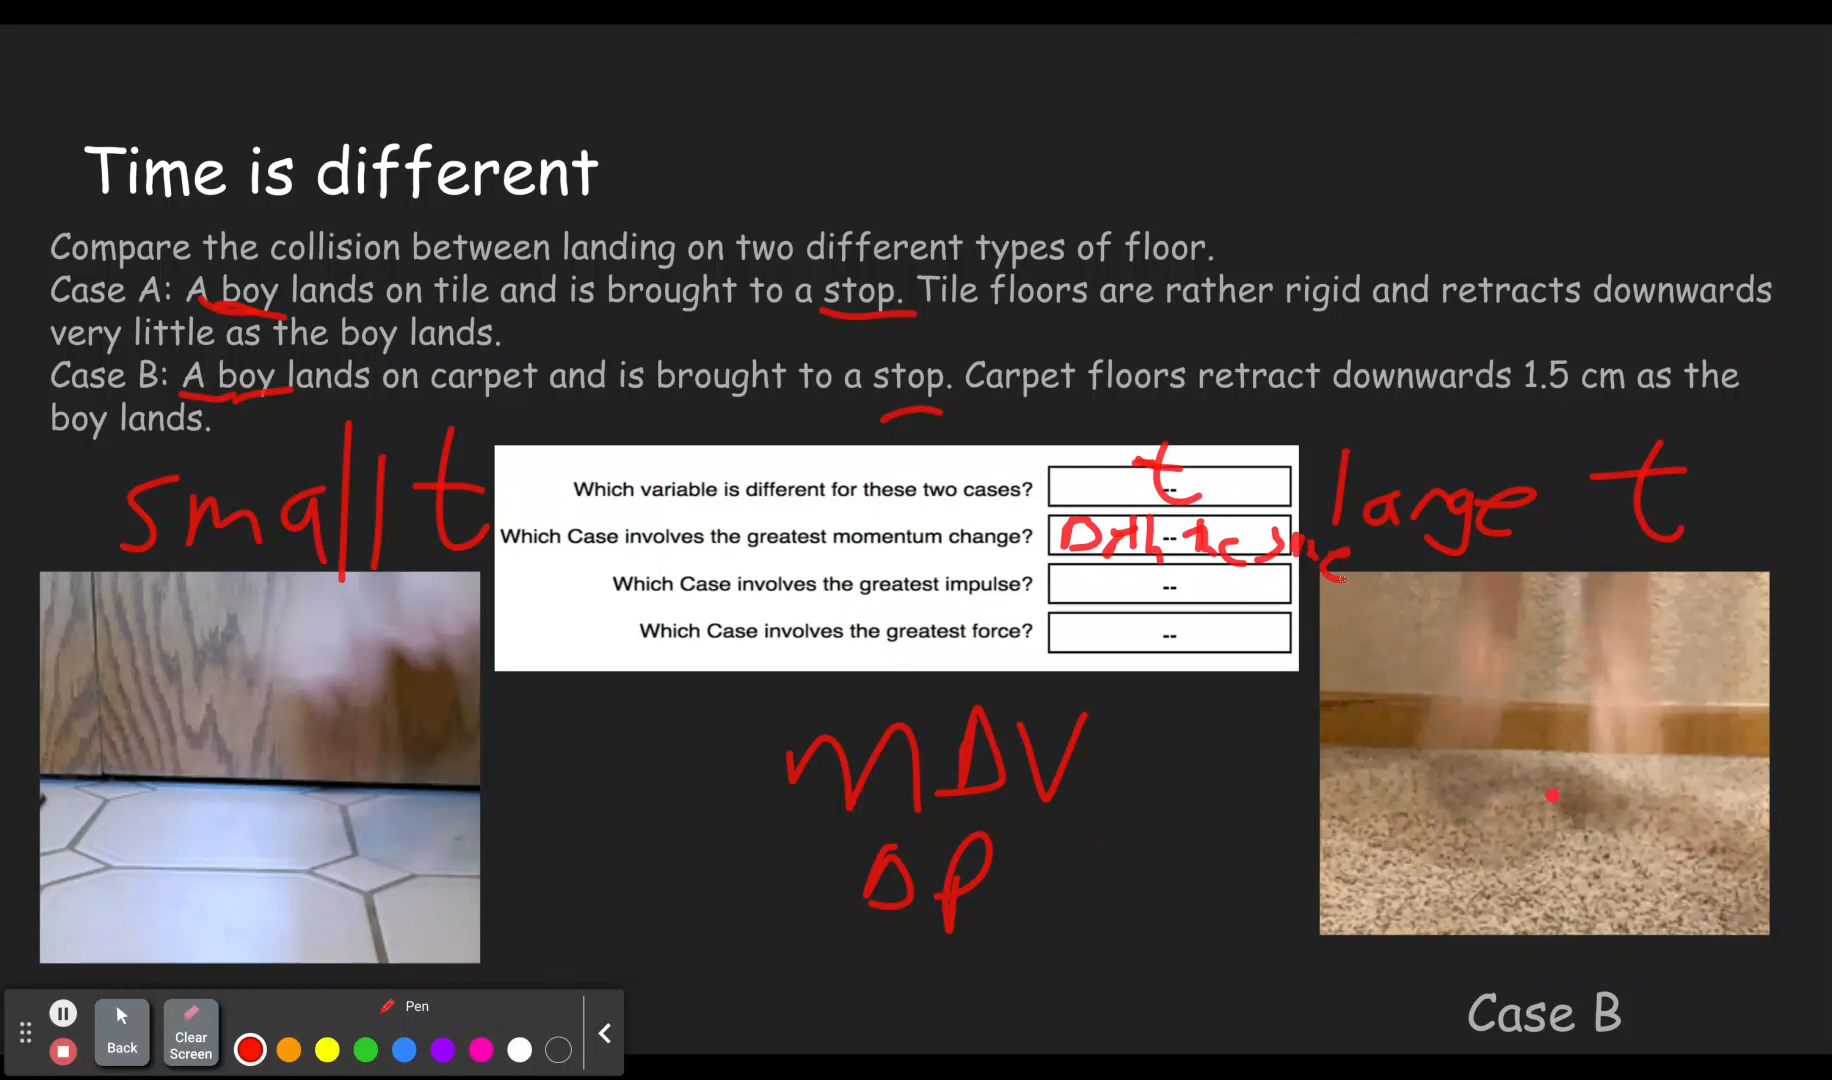 Time is different
Compare the collision between landing on two different types of floor.
Case A: A boy lands on tile and is brought to a stop. Tile floors are rather rigid and retracts downwards
very little as the boy lands.
Case B: A boy lands on carpet and is brought to a stop. Carpet floors retract downwards 1.5 cm as the
boy lands.
small t
Which variable is different for these two cases? -- t
large t
Which Case involves the greatest momentum change? --
Which Case involves the greatest impulse? --
Which Case involves the greatest force? --
m Δ V
Δ P
Case B
Pen
Back
Clear
Screen